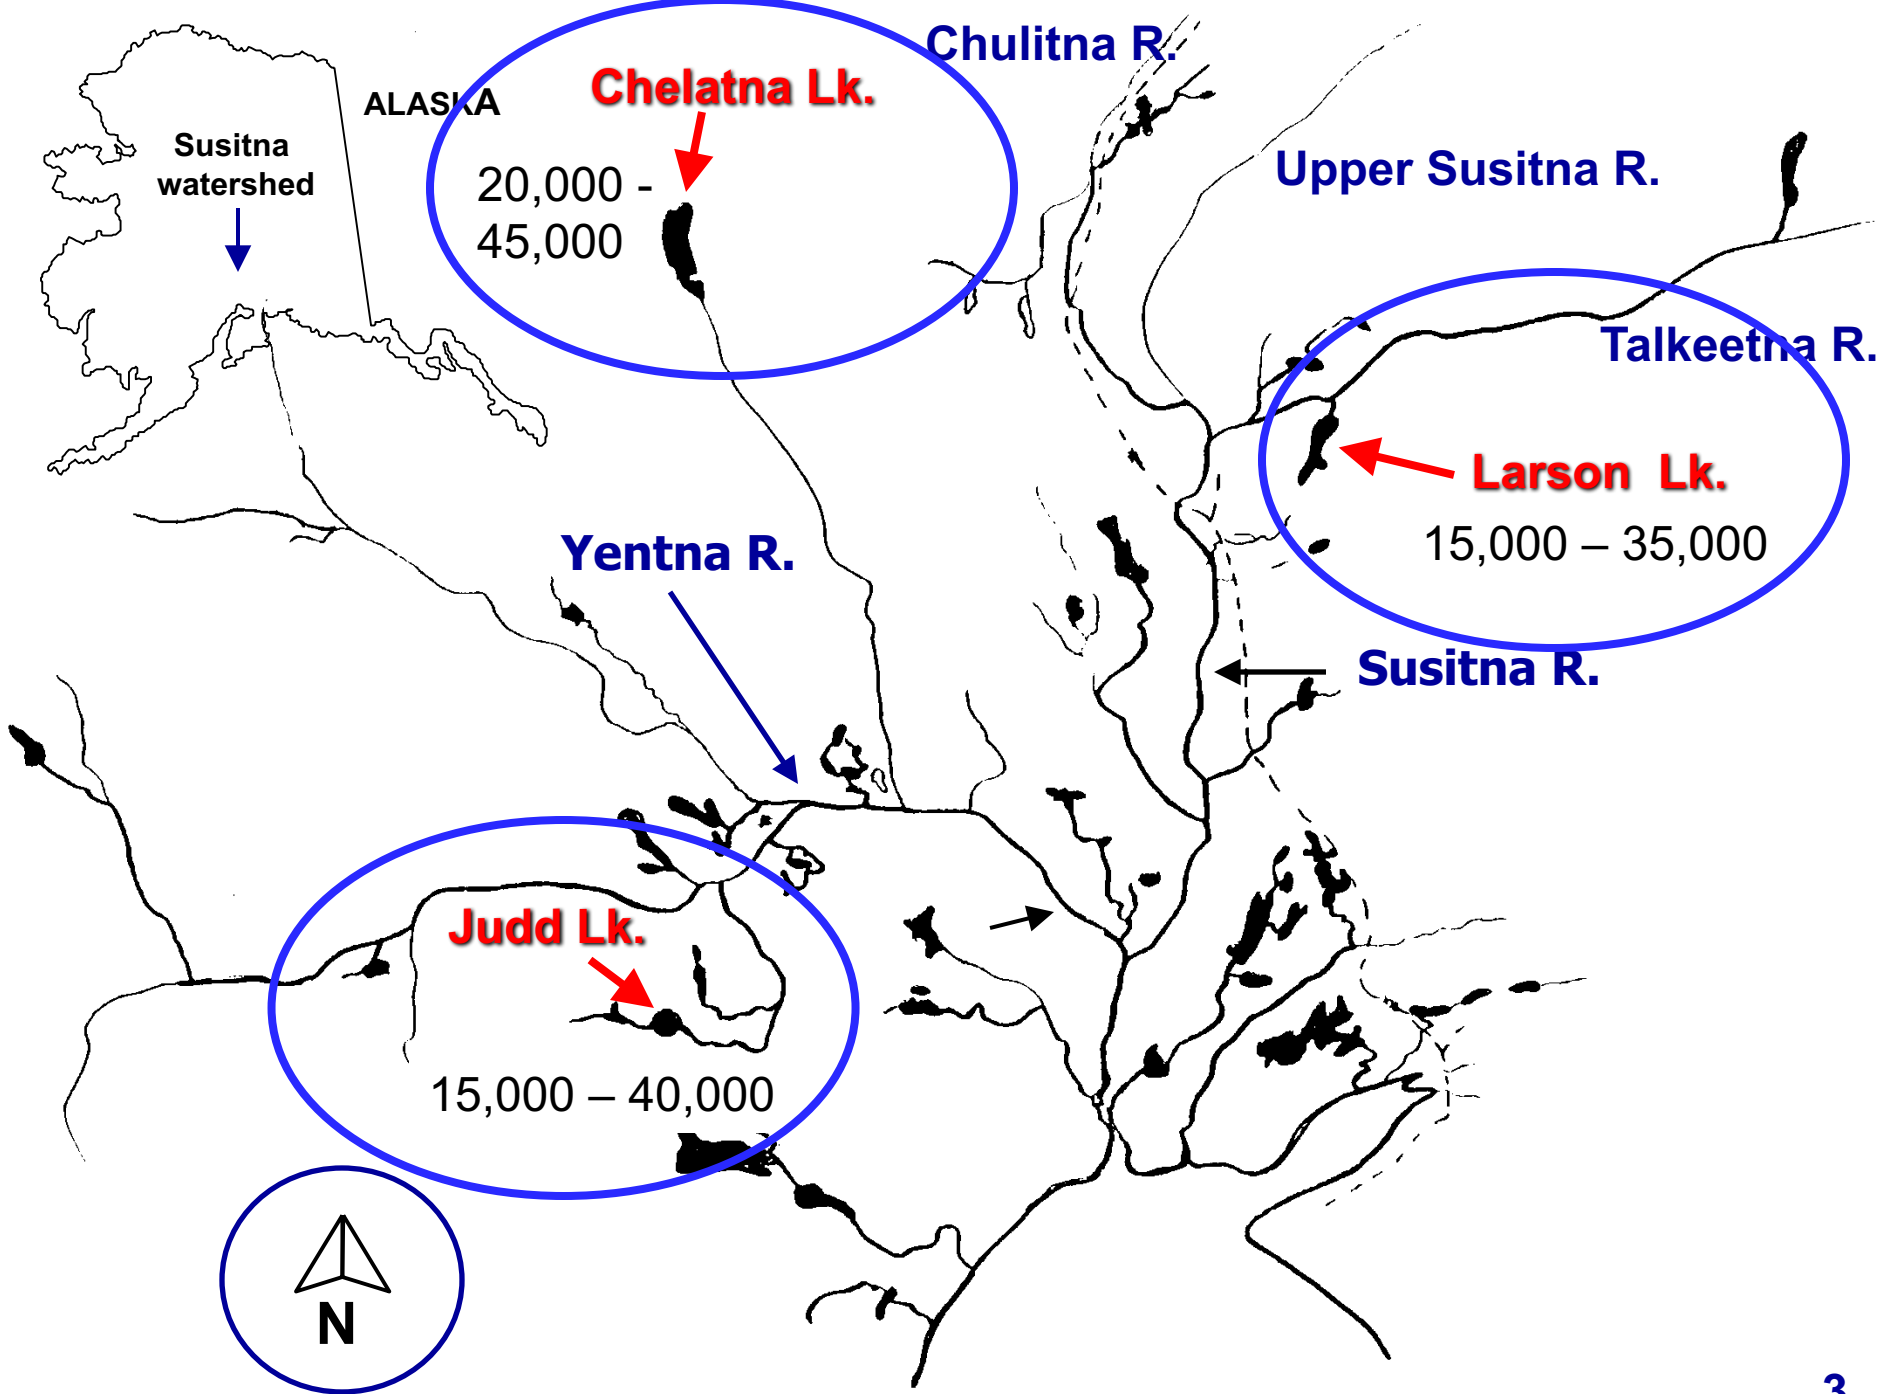 Chulitna R.
Chelatna Lk.
ALASKA
Susitna
watershed
20,000 -
45,000
Upper Susitna R.
Talkeetna R.
Larson Lk.
15,000 – 35,000
Yentna R.
Susitna R.
Judd Lk.
15,000 – 40,000
N
3